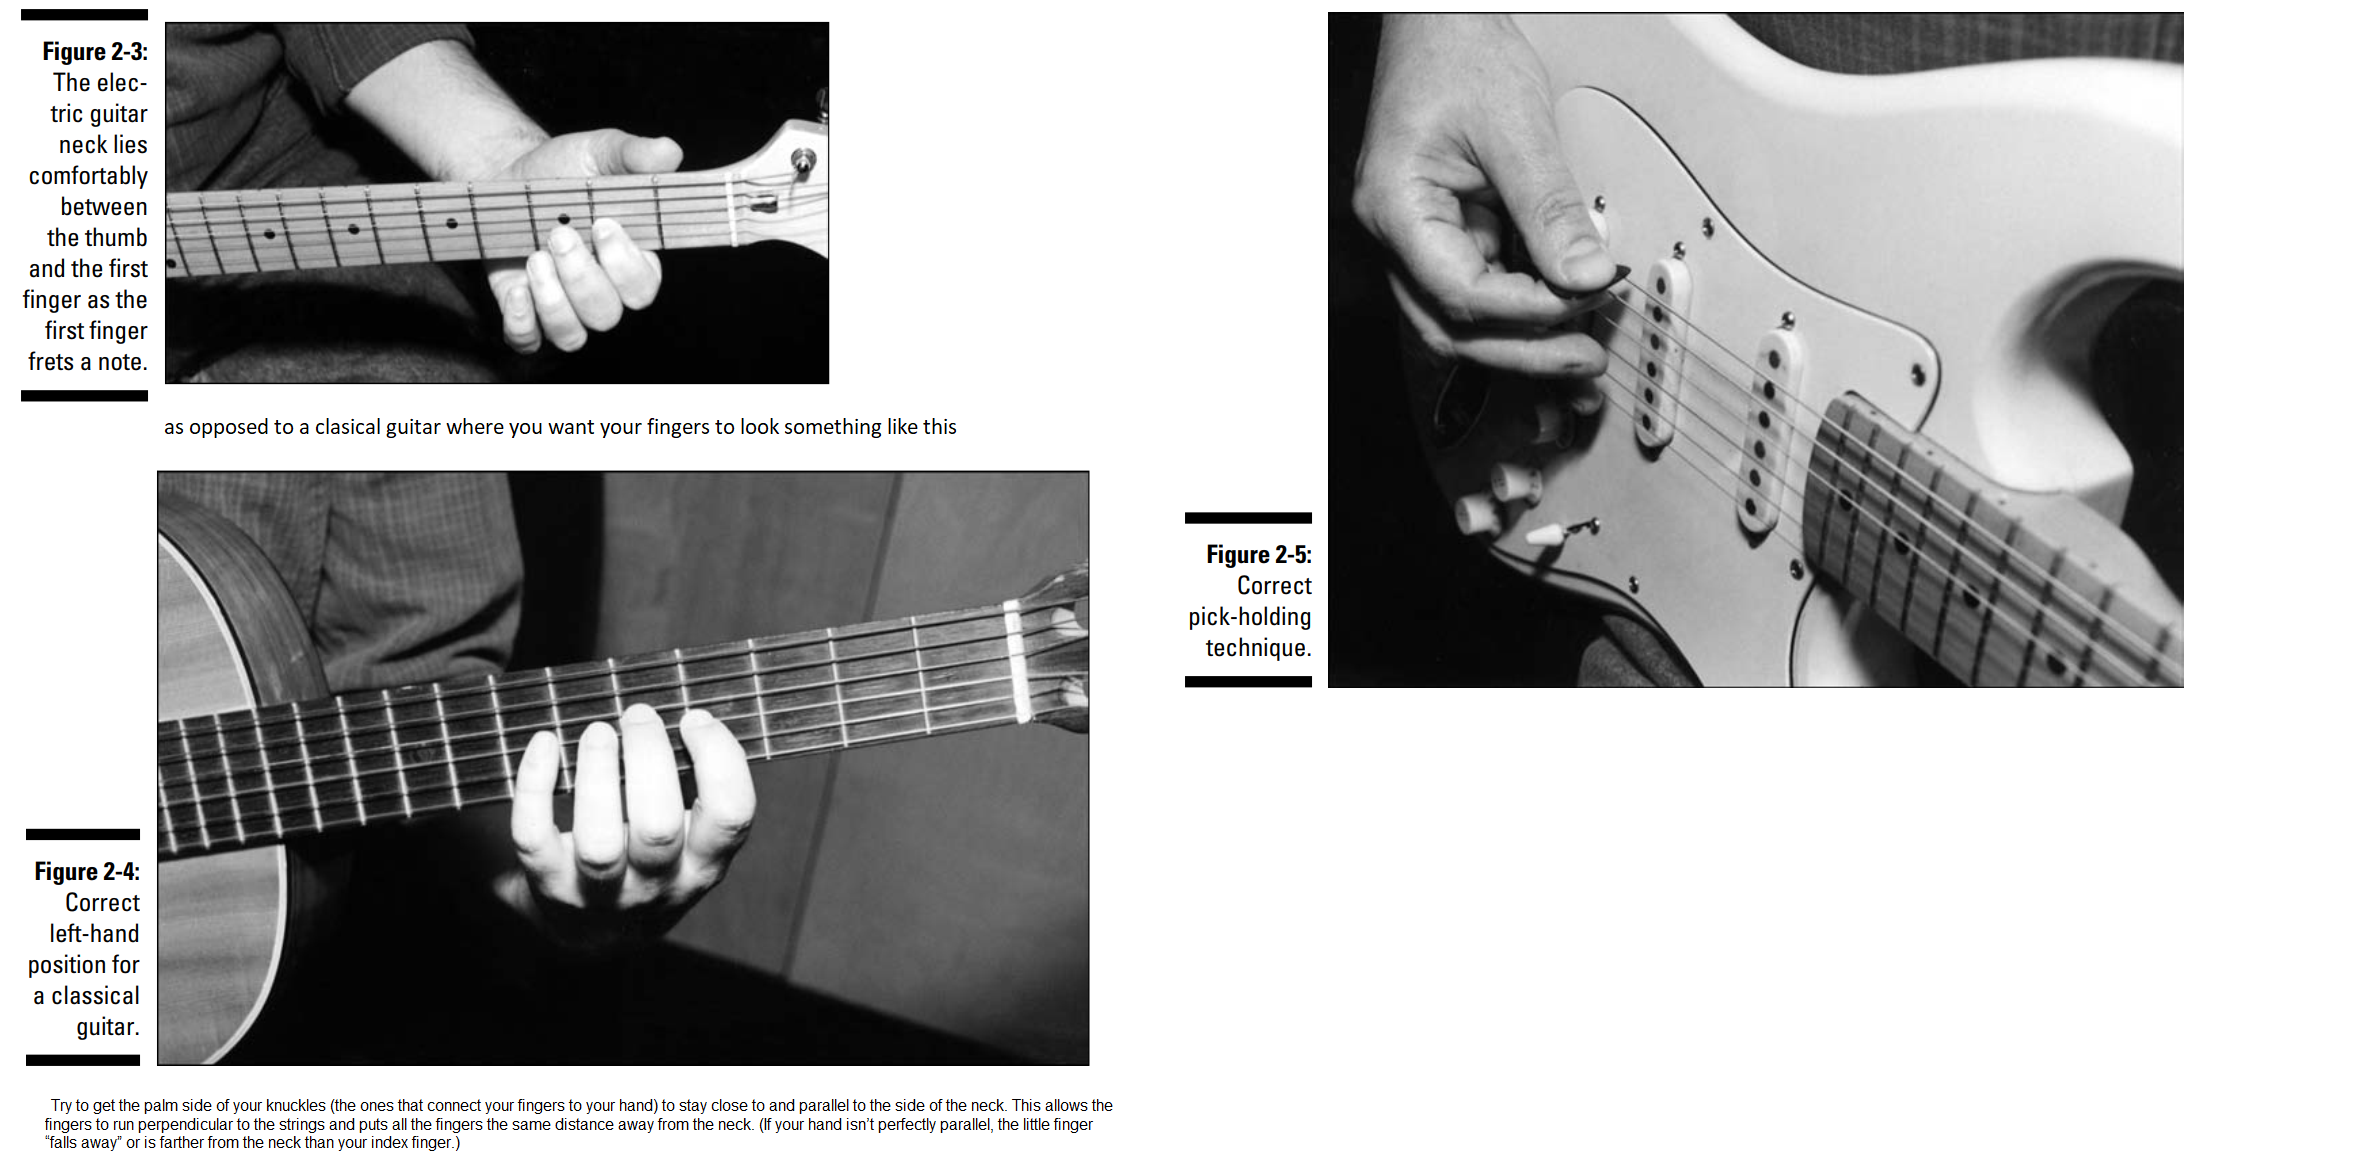 Figure 2-3:
The elec-
tric guitar
neck lies
comfortably
between
the thumb
and the first
finger as the
first finger
frets a note.
as opposed to a clasical guitar where you want your fingers to look something like this
Figure 2-4:
Correct
left-hand
position for
a classical
guitar.
Try to get the palm side of your knuckles (the ones that connect your fingers to your hand) to stay close to and parallel to the side of the neck. This allows the
fingers to run perpendicular to the strings and puts all the fingers the same distance away from the neck. (If your hand isn't perfectly parallel, the little finger
“falls away” or is farther from the neck than your index finger.)
Figure 2-5:
Correct
pick-holding
technique.